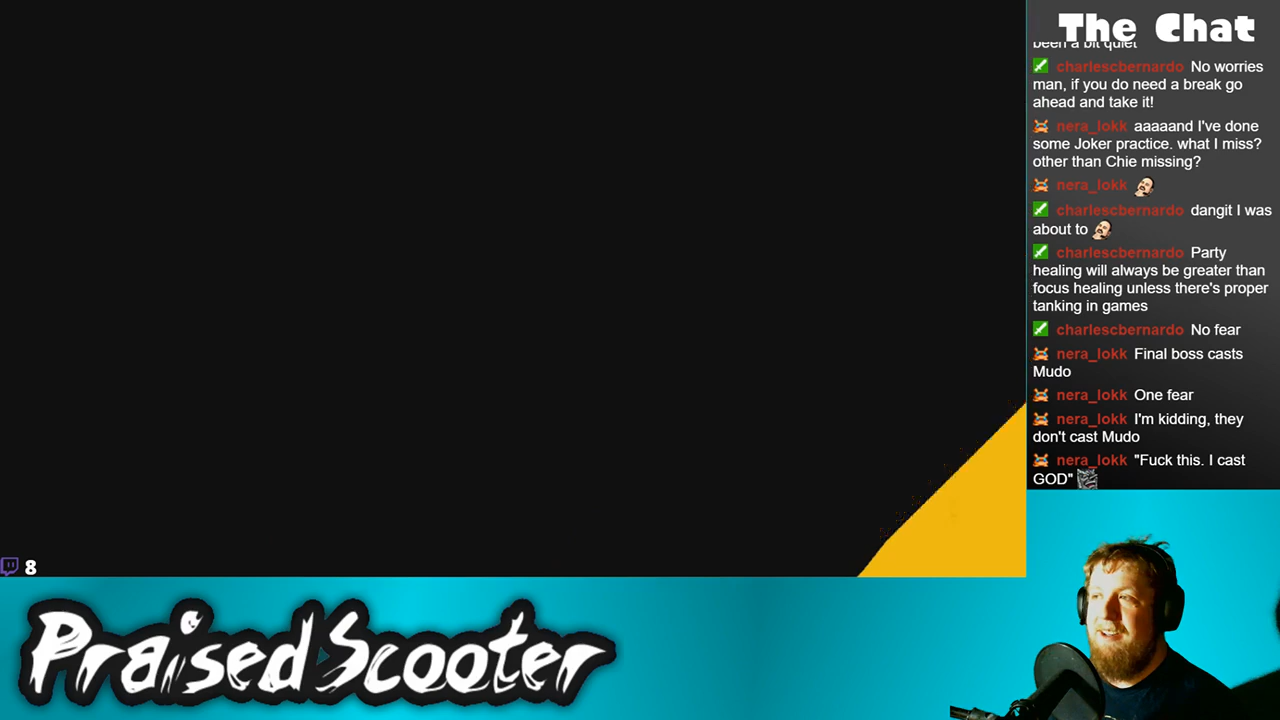 The Chat
been a bit quiet
charlescbernardo No worries
man, if you do need a break go
ahead and take it!
nera_lokk aaaaand I've done
some Joker practice. what I miss?
other than Chie missing?
nera_lokk
charlescbernardo dangit I was
about to
charlescbernardo Party
healing will always be greater than
focus healing unless there's proper
tanking in games
charlescbernardo No fear
nera_lokk Final boss casts
Mudo
nera_lokk One fear
nera_lokk I'm kidding, they
don't cast Mudo
nera_lokk "Fuck this. I cast
GOD"
8
PraisedScooter